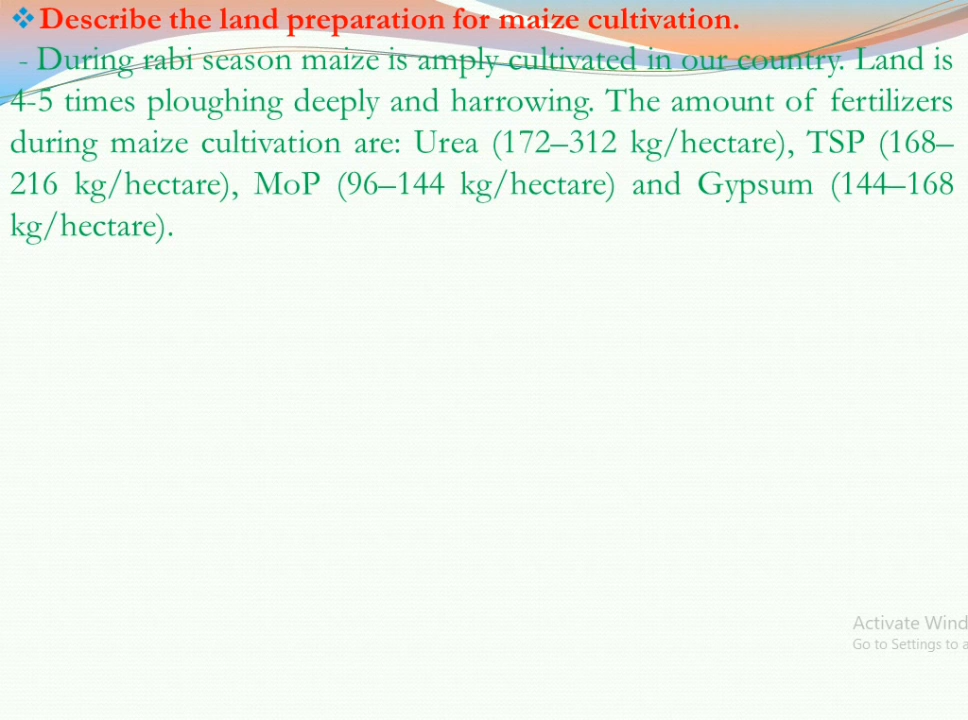 ❖Describe the land preparation for maize cultivation.
- During rabi season maize is amply cultivated in our country. Land is
4-5 times ploughing deeply and harrowing. The amount of fertilizers
during maize cultivation are: Urea (172–312 kg/hectare), TSP (168–
216 kg/hectare), MoP (96–144 kg/hectare) and Gypsum (144–168
kg/hectare).
Activate Wind
Go to Settings to a